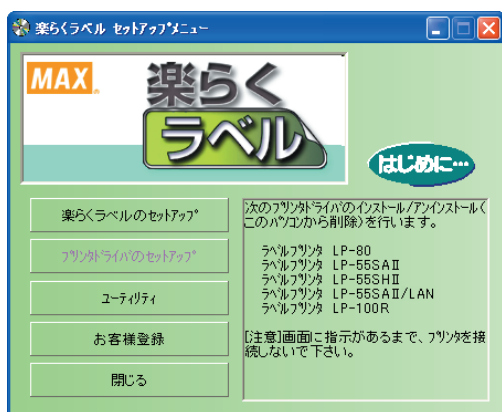 楽らくラベル ｾｯﾄｱｯﾌﾟﾒﾆｭｰ
MAX
楽らく
ラベル
はじめに…
楽らくラベルのｾｯﾄｱｯﾌﾟ
ﾌﾟﾘﾝﾀﾄﾞﾗｲﾊﾞのｾｯﾄｱｯﾌﾟ
ﾕｰﾃｨﾘﾃｨ
お客様登録
閉じる
次のﾌﾟﾘﾝﾀﾄﾞﾗｲﾊﾞのｲﾝｽﾄｰﾙ/ｱﾝｲﾝｽﾄｰﾙ(
このﾊﾟｿｺﾝから削除)を行います。
ﾗﾍﾞﾙﾌﾟﾘﾝﾀ LP-80
ﾗﾍﾞﾙﾌﾟﾘﾝﾀ LP-55SAⅡ
ﾗﾍﾞﾙﾌﾟﾘﾝﾀ LP-55SHⅡ
ﾗﾍﾞﾙﾌﾟﾘﾝﾀ LP-55SAⅡ/LAN
ﾗﾍﾞﾙﾌﾟﾘﾝﾀ LP-100R
[注意]画面に指示があるまで、ﾌﾟﾘﾝﾀを接
続しないで下さい。